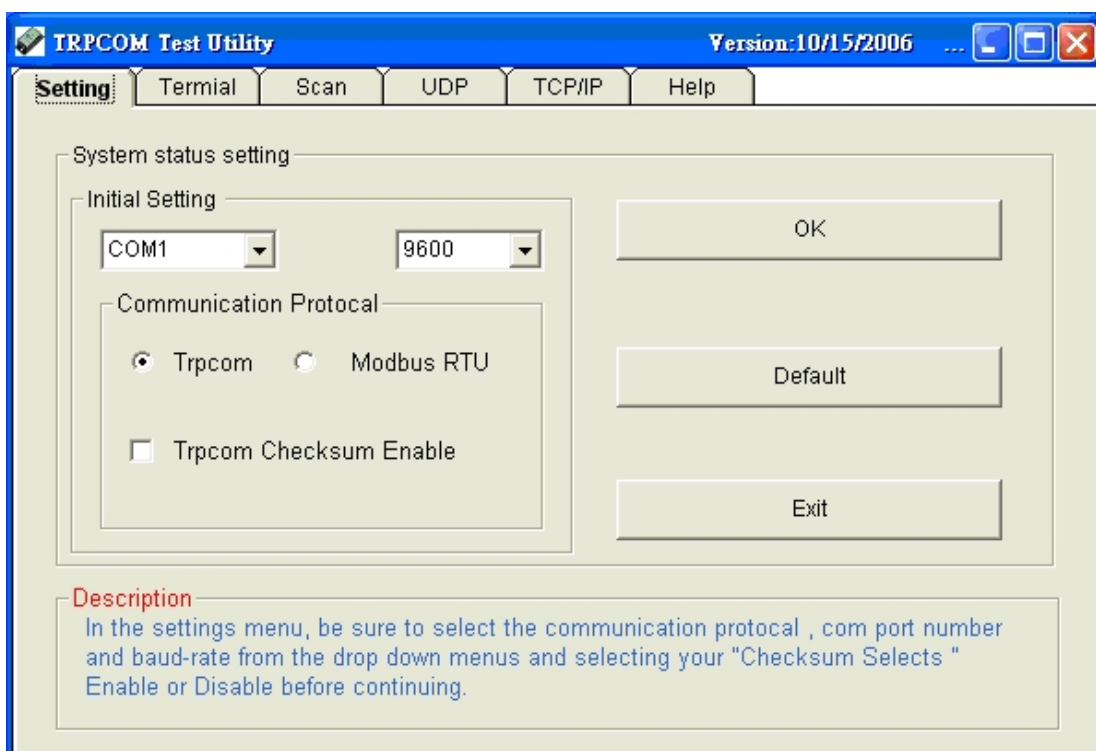 TRPCOM Test Utility Version:10/15/2006 ...
Setting Termial Scan UDP TCP/IP Help
System status setting
Initial Setting
COM1 9600
OK
Communication Protocal
Trpcom Modbus RTU
Default
Trpcom Checksum Enable
Exit
Description
In the settings menu, be sure to select the communication protocal , com port number
and baud-rate from the drop down menus and selecting your "Checksum Selects "
Enable or Disable before continuing.